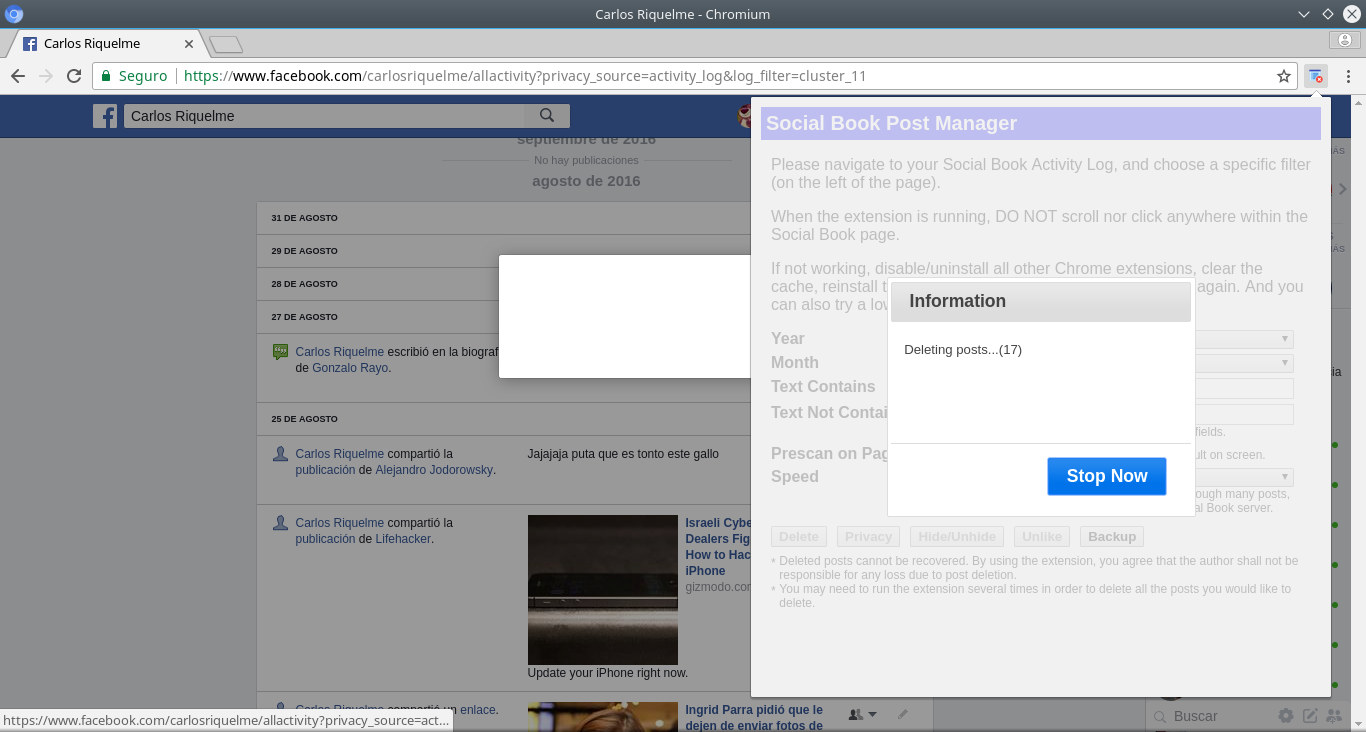 Carlos Riquelme - Chromium
Carlos Riquelme
Seguro https://www.facebook.com/carlosriquelme/allactivity?privacy_source=activity_log&log_filter=cluster_11
Carlos Riquelme
septiembre de 2016
No hay publicaciones
agosto de 2016
31 DE AGOSTO
29 DE AGOSTO
28 DE AGOSTO
27 DE AGOSTO
Carlos Riquelme escribió en la biograf
de Gonzalo Rayo.
25 DE AGOSTO
Carlos Riquelme compartió la
publicación de Alejandro Jodorowsky.
Jajajaja puta que es tonto este gallo
Carlos Riquelme compartió la
publicación de Lifehacker.
Israeli Cybe
Dealers Fig
How to Hac
iPhone
gizmodo.con
Update your iPhone right now.
Carlos Riquelme compartió un enlace.
Ingrid Parra pidió que le
dejen de enviar fotos de
https://www.facebook.com/carlosriquelme/allactivity?privacy_source=act...
Social Book Post Manager
Please navigate to your Social Book Activity Log, and choose a specific filter
(on the left of the page).
When the extension is running, DO NOT scroll nor click anywhere within the
Social Book page.
If not working, disable/uninstall all other Chrome extensions, clear the
cache, reinstall t again. And you
can also try a lov
Year
Month
Text Contains
Text Not Contai
fields.
Prescan on Pag
ult on screen.
Speed
ough many posts,
al Book server.
Information
Deleting posts...(17)
Stop Now
Delete Privacy Hide/Unhide Unlike Backup
* Deleted posts cannot be recovered. By using the extension, you agree that the author shall not be
responsible for any loss due to post deletion.
* You may need to run the extension several times in order to delete all the posts you would like to
delete.
ÁS
ÁS
ia
Buscar